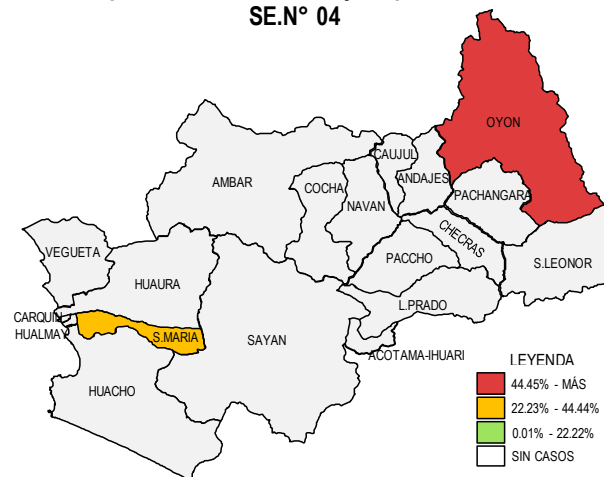 SE.N° 04
OYON
CAUJUL
ANDAJES
AMBAR
COCHA
PACHANGARA
NAVAN
CHECRAS
VEGUETA
PACCHO
S.LEONOR
HUAURA
L.PRADO
CARQUIN
HUALMAY
S.MARIA
SAYAN
ACOTAMA-IHUARI
HUACHO
LEYENDA
44.45% - MÁS
22.23% - 44.44%
0.01% - 22.22%
SIN CASOS